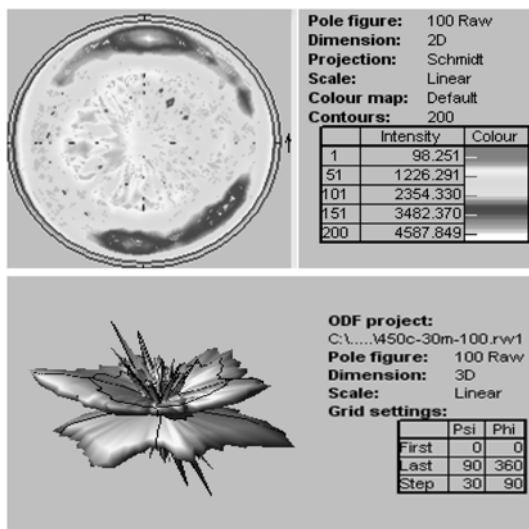 Pole figure: 100 Raw
Dimension: 2D
Projection: Schmidt
Scale: Linear
Colour map: Default
Contours: 200
Intensity Colour
1 98.251
51 1226.291
101 2354.330
151 3482.370
200 4587.849
ODF project:
C:\.....\450c-30m-100.rw1
Pole figure: 100 Raw
Dimension: 3D
Scale: Linear
Grid settings:
Psi Phi
First 0 0
Last 90 360
Step 30 90